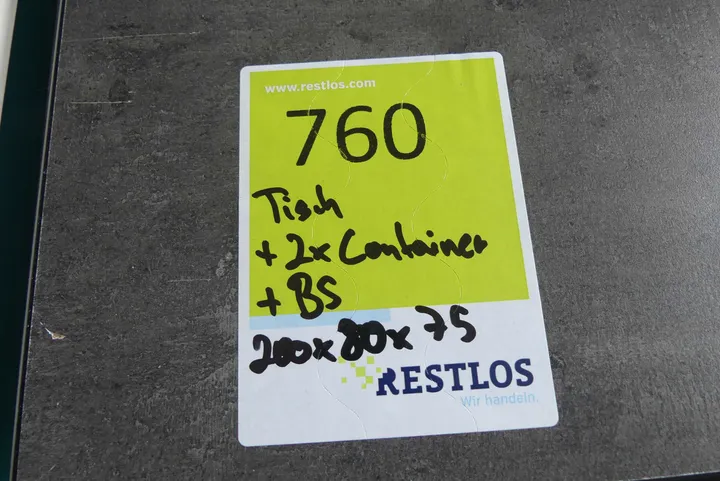 www.restlos.com
760
Tisch
+ 2x Container
+ BS
200x80x75
RESTLOS
Wir handeln.